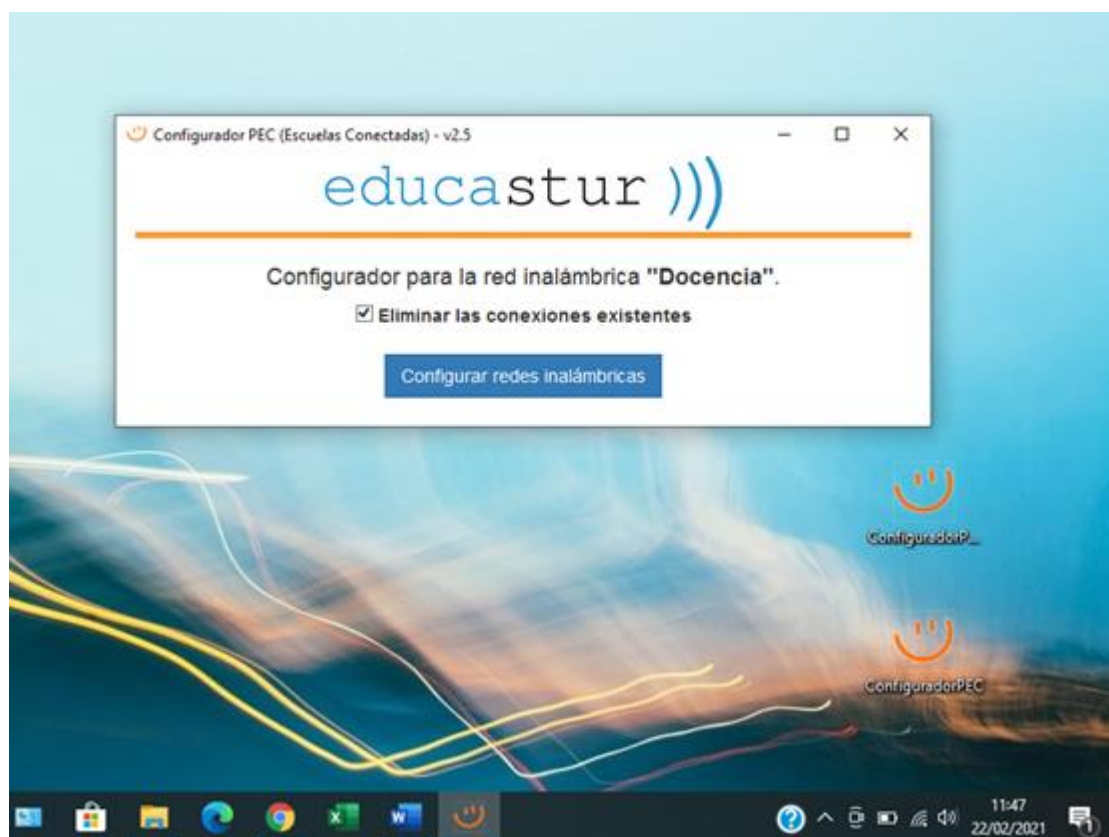 Configurador PEC (Escuelas Conectadas) - v2.5
educastur )))
Configurador para la red inalámbrica "Docencia".
Eliminar las conexiones existentes
Configurar redes inalámbricas
ConfiguradorP...
ConfiguradorPEC
11:47
22/02/2021